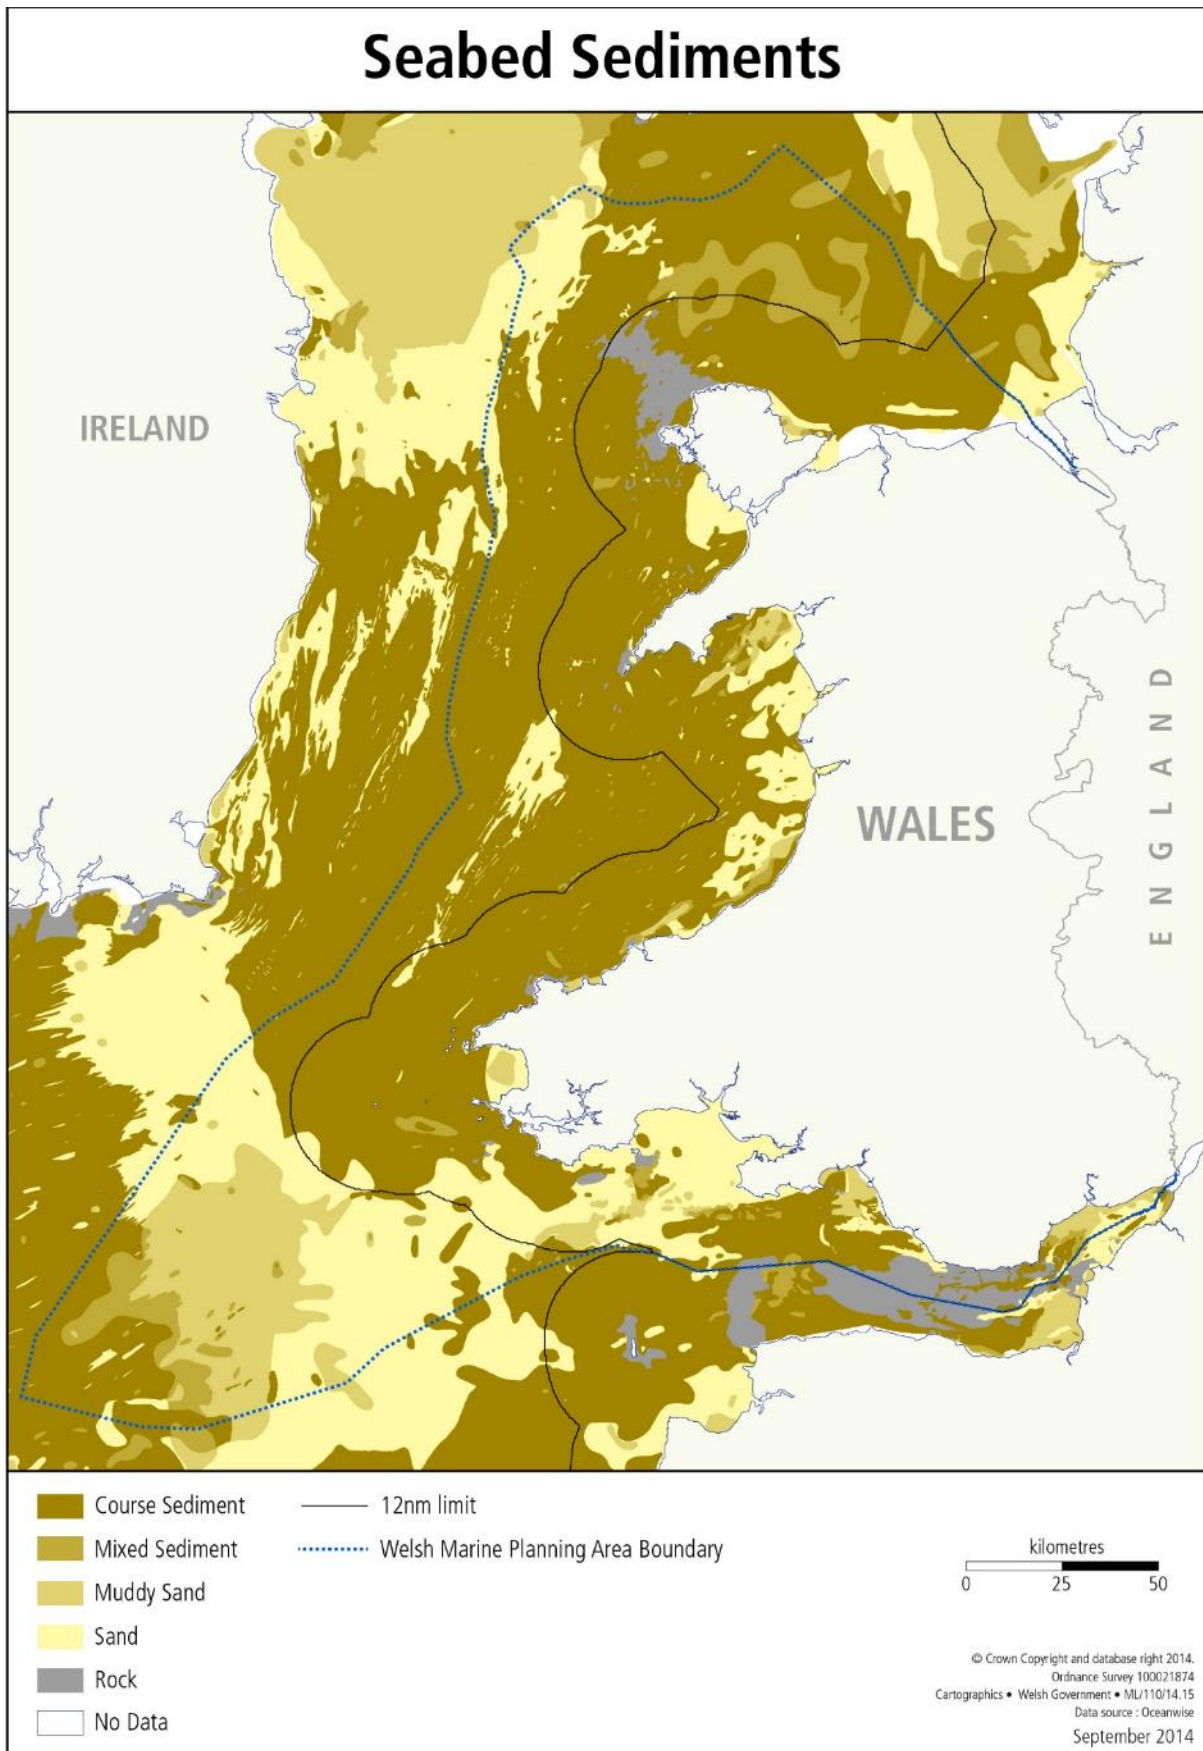 Seabed Sediments
IRELAND
WALES
ENGLAND
Course Sediment
Mixed Sediment
Muddy Sand
Sand
Rock
No Data
12nm limit
Welsh Marine Planning Area Boundary
kilometres
0 25 50
© Crown Copyright and database right 2014.
Ordnance Survey 100021874
Cartographics • Welsh Government • ML/110/14.15
Data source : Oceanwise
September 2014